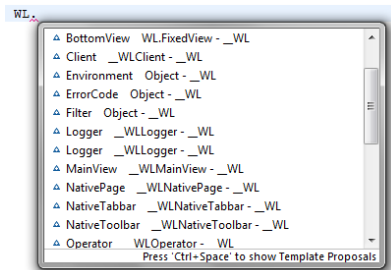 WL.
BottomView WL.FixedView - __WL
Client __WLClient - __WL
Environment Object - __WL
ErrorCode Object - __WL
Filter Object - __WL
Logger __WLLogger - __WL
Logger __WLLogger - __WL
MainView __WLMainView - __WL
NativePage __WLNativePage - __WL
NativeTabbar __WLNativeTabbar - __WL
NativeToolbar __WLNativeToolbar - __WL
Operator __WLOperator - __WL
Press 'Ctrl+Space' to show Template Proposals